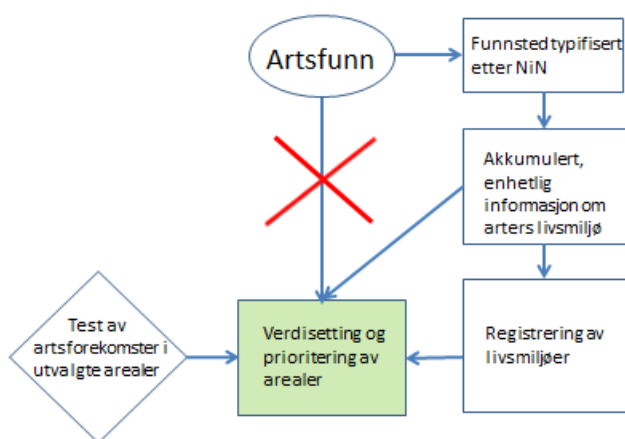 Artsfunn
Funnsted typifisert
etter NiN
Akkumulert,
enhetlig
informasjon om
arters livsmiljø
Test av
artsforekomster i
utvalgte arealer
Verdisetting og
prioritering av
arealer
Registrering av
livsmiljøer